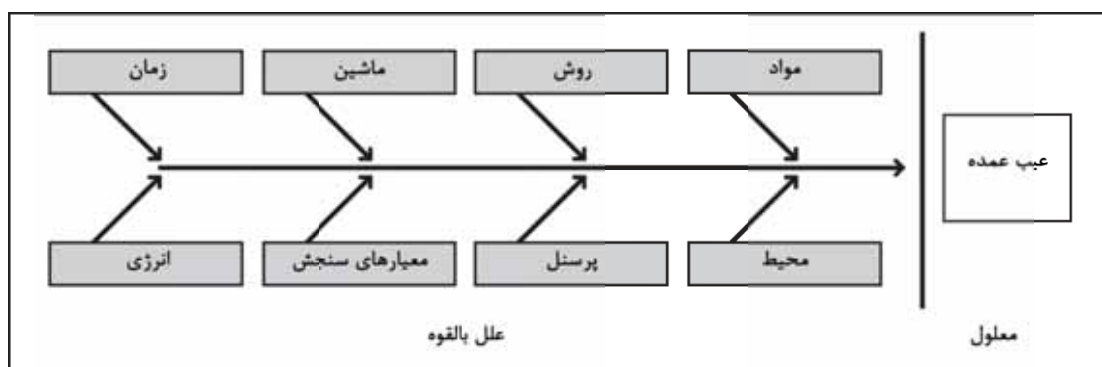 مواد
روش
ماشین
زمان
عیب عمده
محیط
پرسنل
معیارهای سنجش
انرژی
معلول
علل بالقوه